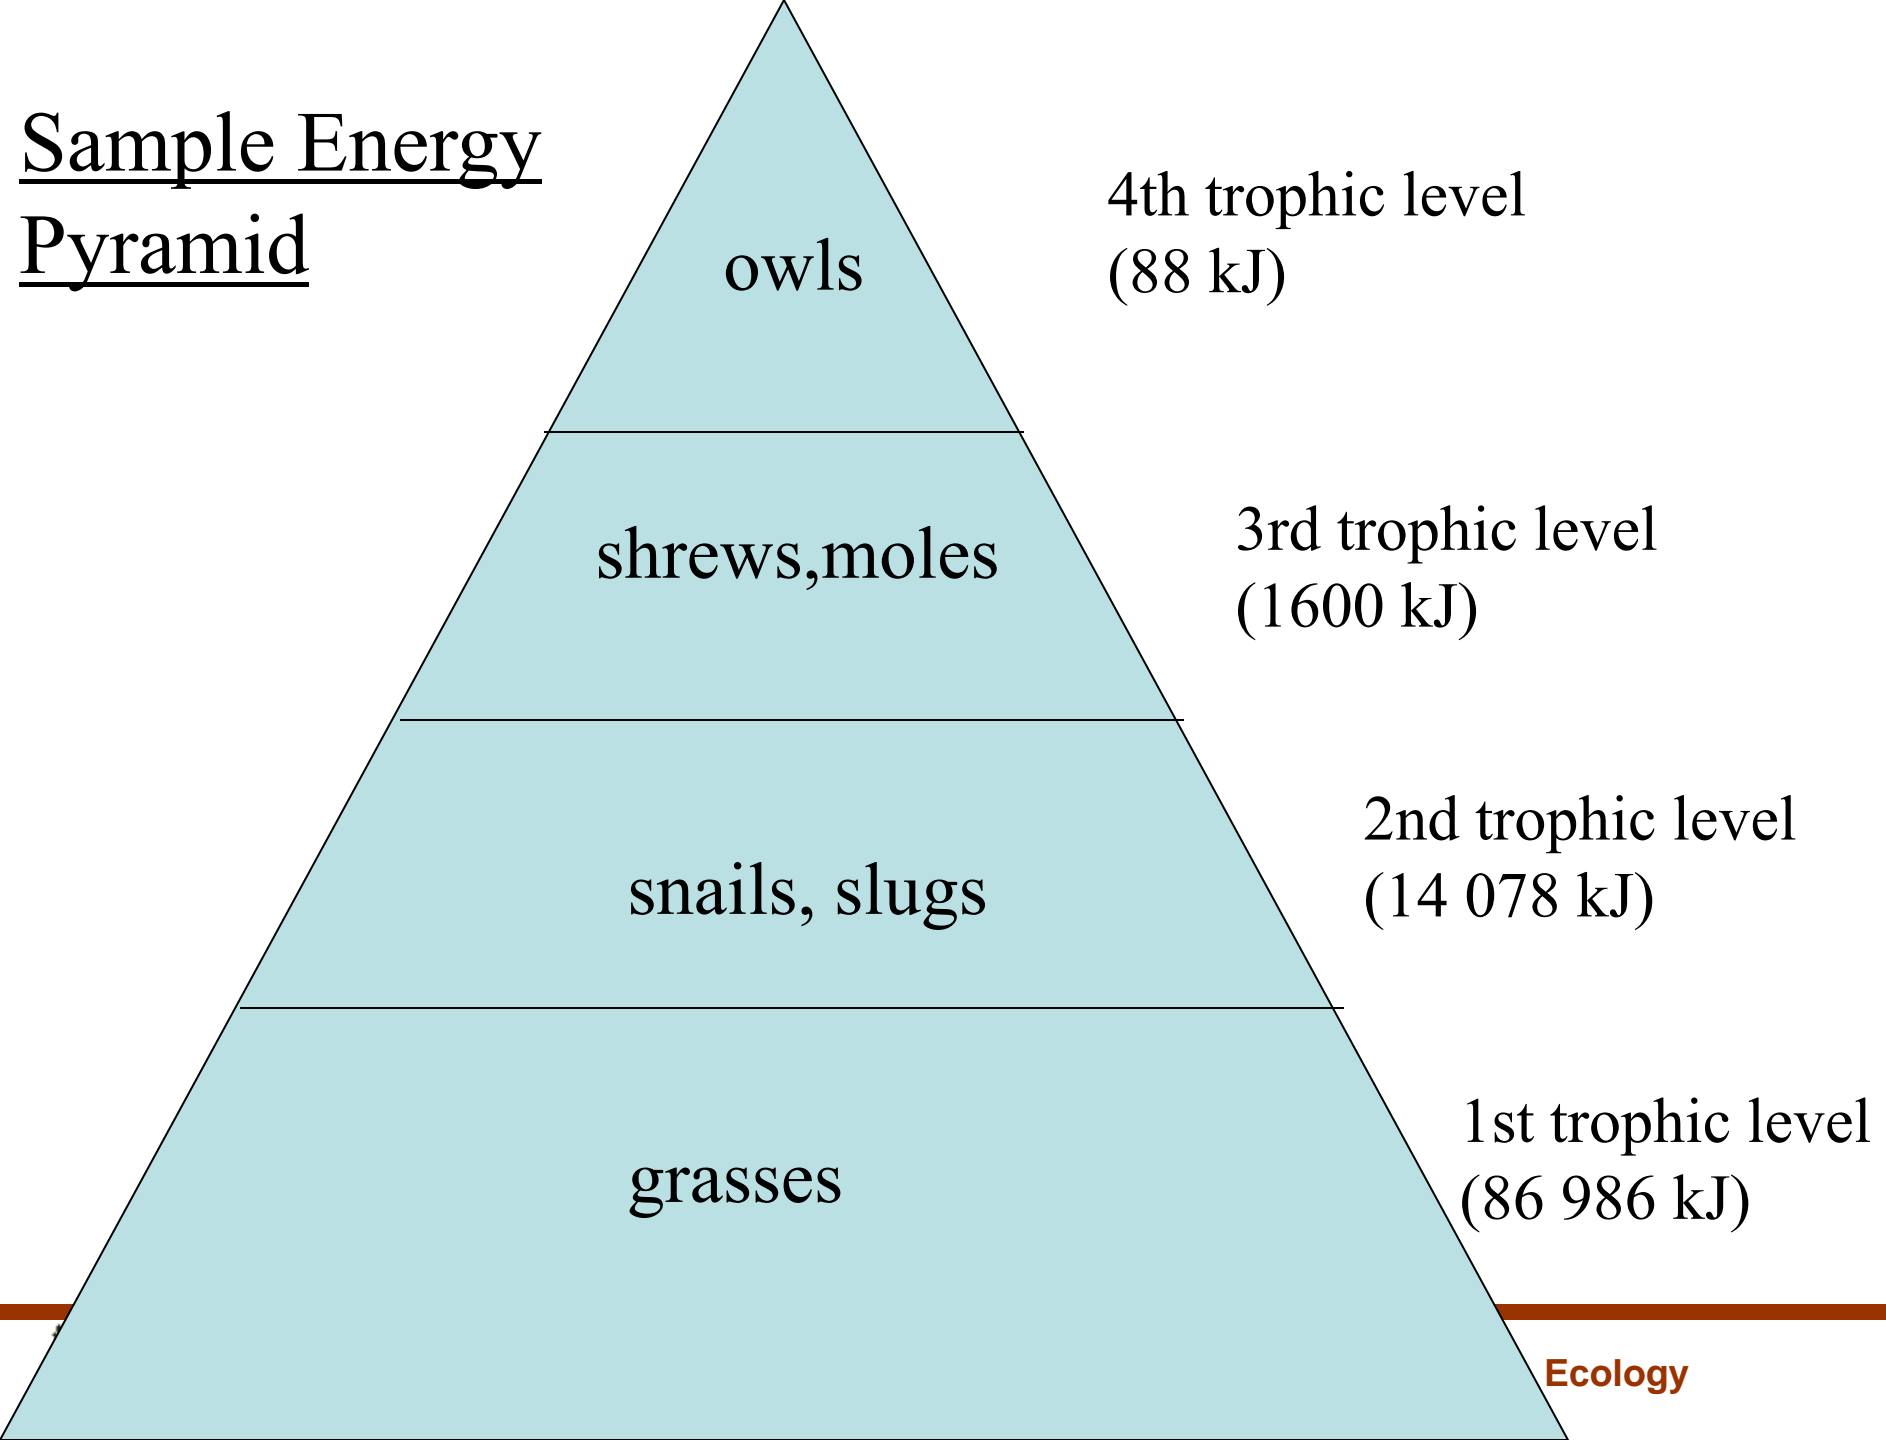 Sample Energy
Pyramid
4th trophic level
(88 kJ)
owls
3rd trophic level
(1600 kJ)
shrews,moles
2nd trophic level
(14 078 kJ)
snails, slugs
1st trophic level
(86 986 kJ)
grasses
Ecology